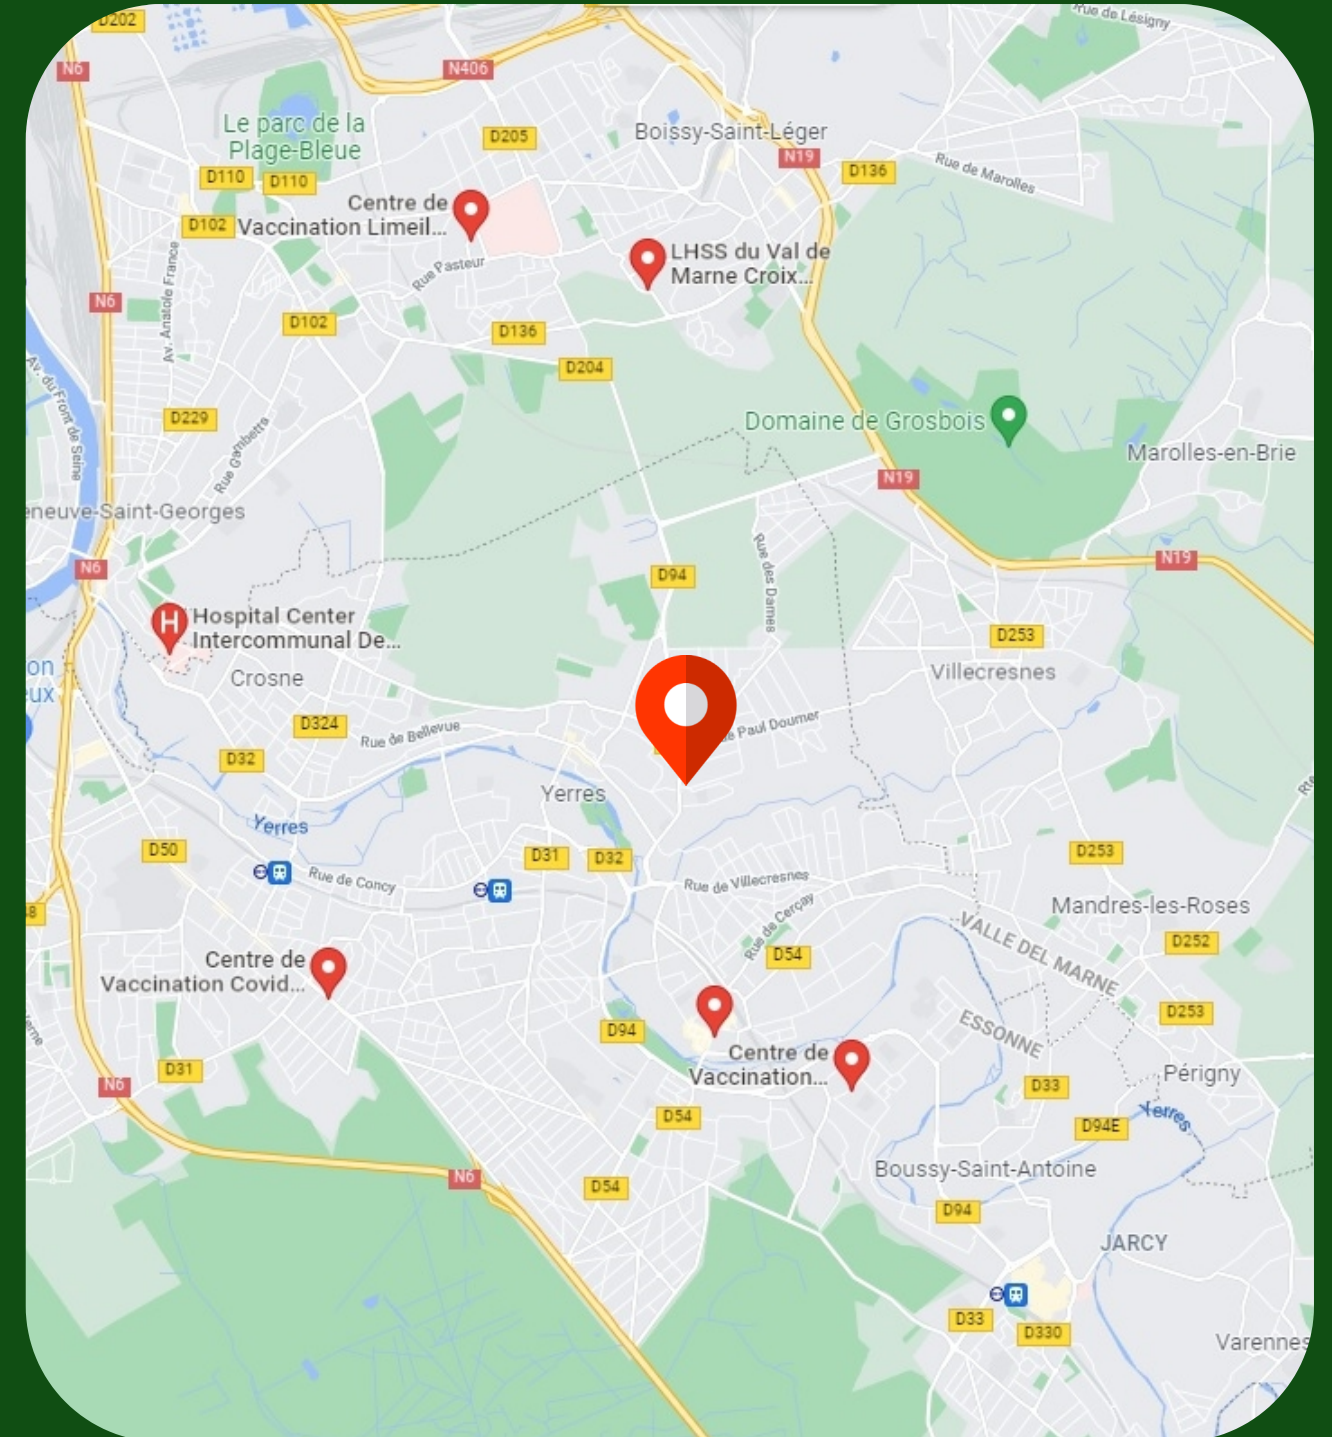 D202
Rue de Lésigny
N6
N406
Le parc de la
Plage-Bleue
D205
Boissy-Saint-Léger
N19
D136
Rue de Marolles
D110
D110
Centre de
Vaccination Limeil...
D102
LHSS du Val de
Marne Croix...
Rue Pasteur
Av. Anatole France
N6
D102
D136
D204
Av. du Front de Seine
D229
Rue Gambetta
Domaine de Grosbois
Marolles-en-Brie
N19
eneuve-Saint-Georges
N6
D94
Rue des Dames
N19
Hospital Center
Intercommunal De...
D253
on
eux
Crosne
Villecresnes
D324
Rue de Bellevue
e Paul Doumer
D32
Yerres
Yerres
D50
D31
D32
D253
Rue de Concy
Rue de Villecresnes
Rue de Cerçay
Mandres-les-Roses
VALLE DEL MARNE
D252
D54
Centre de
Vaccination Covid...
D253
D94
ESSONNE
Centre de
Vaccination...
D31
N6
Périgny
D33
D54
D94E
Yerres
Boussy-Saint-Antoine
N6
D54
D94
JARCY
D33
D330
Varennes